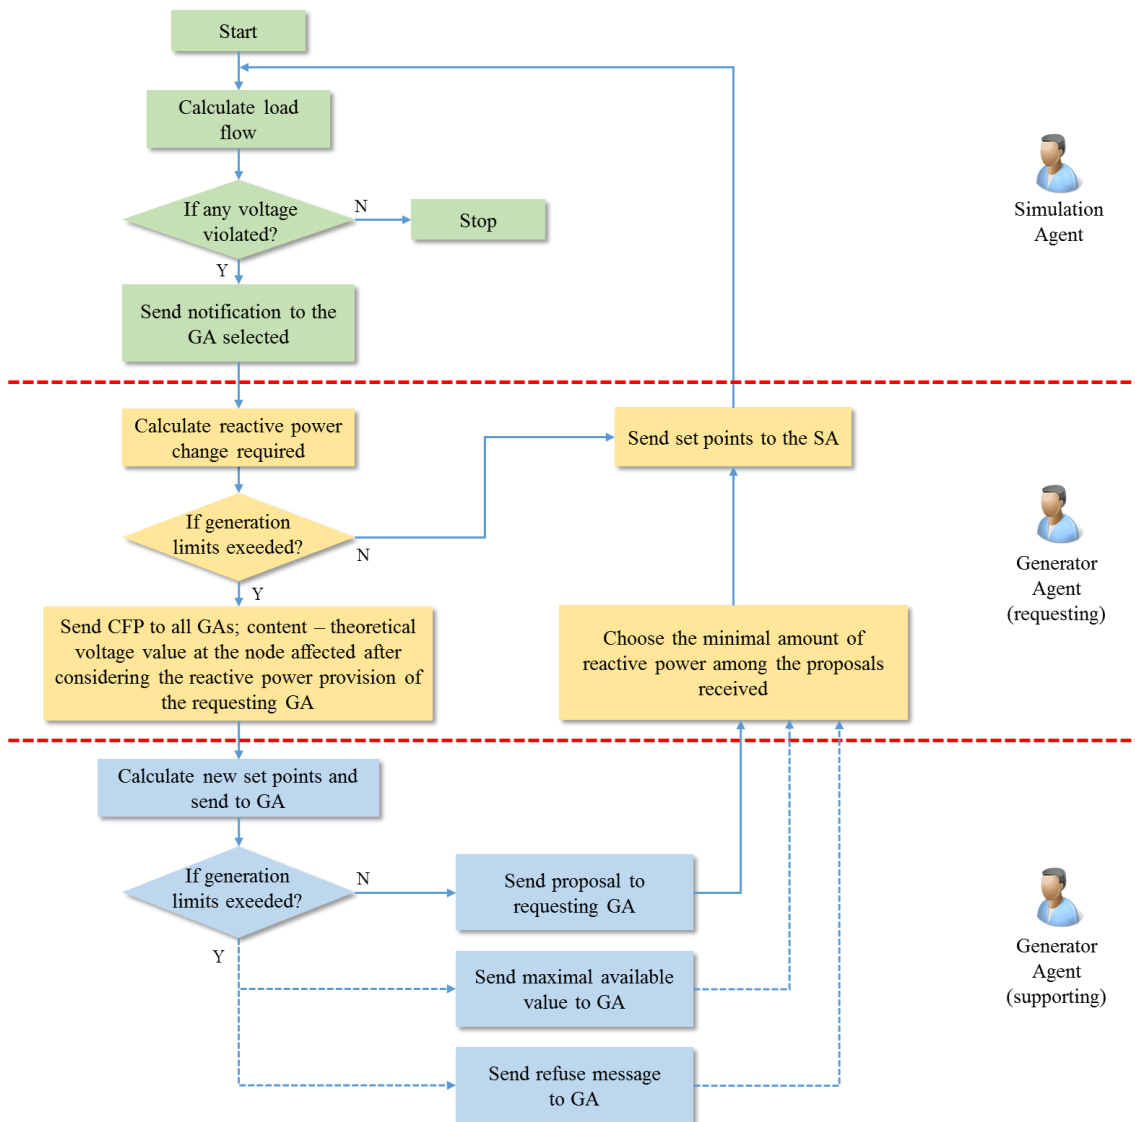 Start
Calculate load
flow
If any voltage
violated?
N
Stop
Y
Send notification to the
GA selected
Simulation
Agent
Calculate reactive power
change required
Send set points to the SA
If generation
limits exeeded?
N
Y
Send CFP to all GAs; content – theoretical
voltage value at the node affected after
considering the reactive power provision of
the requesting GA
Choose the minimal amount of
reactive power among the proposals
received
Generator
Agent
(requesting)
Calculate new set points and
send to GA
If generation
limits exeeded?
N
Y
Send proposal to
requesting GA
Send maximal available
value to GA
Send refuse message
to GA
Generator
Agent
(supporting)